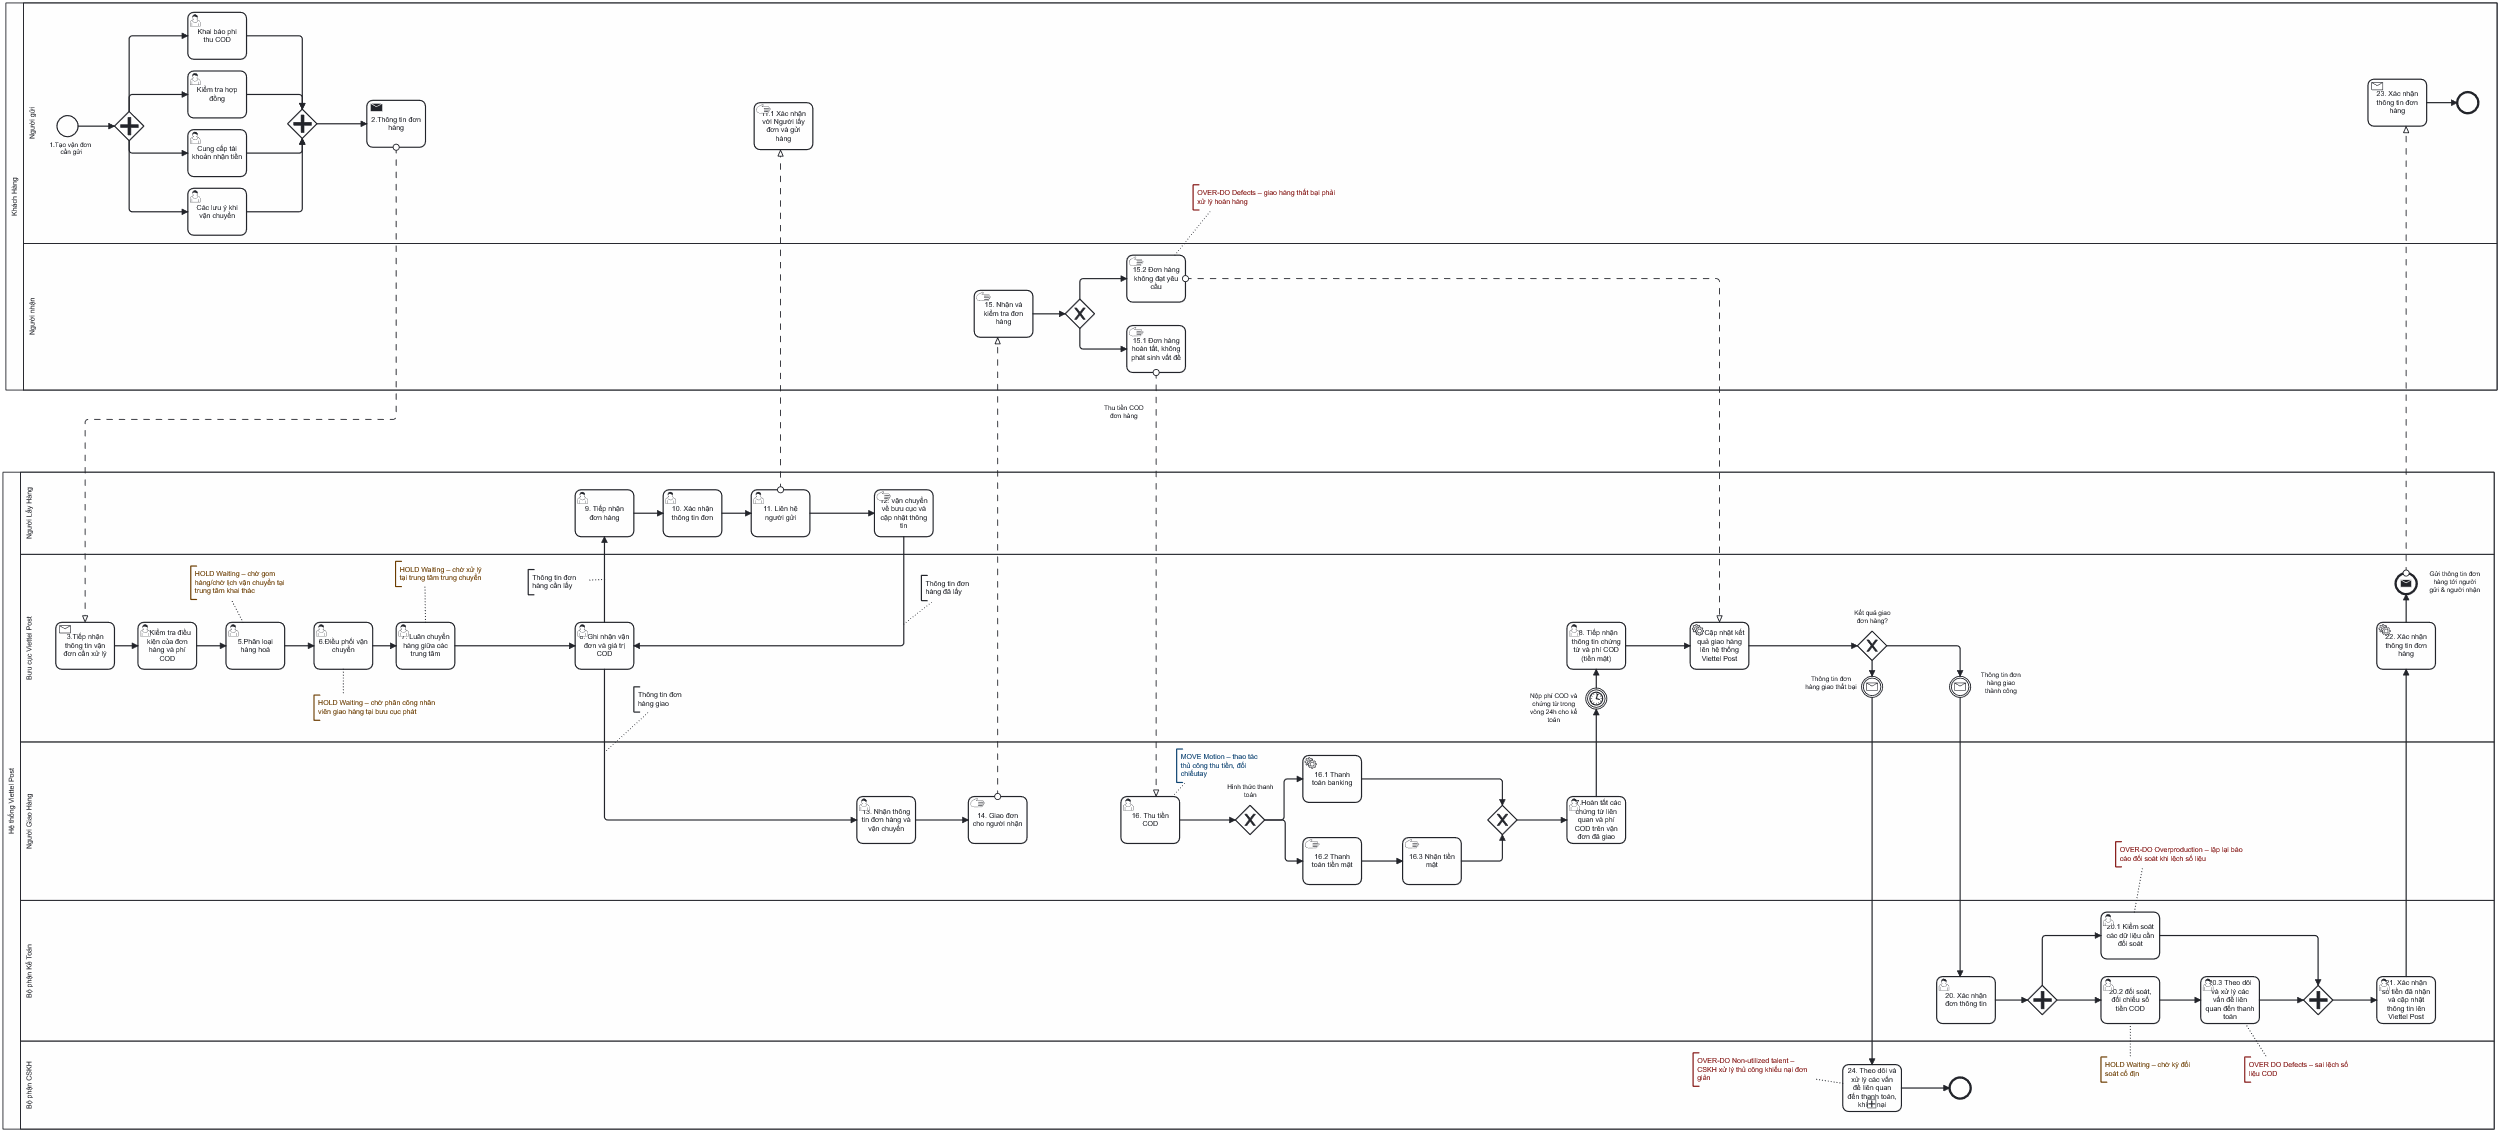 Khách Hàng
Người gửi
1.Tạo vận đơn
cần gửi
Khai báo phí
thu COD
Kiểm tra hợp
đồng
Cung cấp tài
khoản nhận tiền
Các lưu ý khi
vận chuyển
2.Thông tin đơn
hàng
11.1 Xác nhận
với Người lấy
đơn và gửi
hàng
23. Xác nhận
thông tin đơn
hàng
OVER-DO Defects – giao hàng thất bại phải
xử lý hoàn hàng
Người nhận
15. Nhận và
kiểm tra đơn
hàng
15.2 Đơn hàng
không đạt yêu
cầu
15.1 Đơn hàng
hoàn tất, không
phát sinh vất đề
Thu tiền COD
đơn hàng
Hệ thống Viettel Post
Người Lấy Hàng
9. Tiếp nhận
đơn hàng
10. Xác nhận
thông tin đơn
11. Liên hệ
người gửi
12. vận chuyển
về bưu cục và
cập nhật thông
tin
Bưu cục Viettel Post
HOLD Waiting – chờ gom
hàng/chờ lịch vận chuyển tại
trung tâm khai thác
HOLD Waiting – chờ xử lý
tại trung tâm trung chuyển
Thông tin đơn
hàng cần lấy
Thông tin đơn
hàng đã lấy
3.Tiếp nhận
thông tin vận
đơn cần xử lý
Kiểm tra điều
kiện của đơn
hàng và phí
COD
5.Phân loại
hàng hoá
6.Điều phối vận
chuyển
Luân chuyển
hàng giữa các
trung tâm
Ghi nhận vận
đơn và giá trị
COD
HOLD Waiting – chờ phân công nhân
viên giao hàng tại bưu cục phát
Thông tin đơn
hàng giao
Nộp phí COD và
chứng từ trong
vòng 24h cho kế
toán
18. Tiếp nhận
thông tin chứng
từ và phí COD
(tiền mặt)
Cập nhật kết
quả giao hàng
lên hệ thống
Viettel Post
Kết quả giao
đơn hàng?
Thông tin đơn
hàng giao thất bại
Thông tin đơn
hàng giao
thành công
Gửi thông tin đơn
hàng tới người
gửi & người nhận
22. Xác nhận
thông tin đơn
hàng
Người Giao Hàng
13. Nhận thông
tin đơn hàng và
vận chuyển
14. Giao đơn
cho người nhận
MOVE Motion – thao tác
thủ công thu tiền, đối
chiếutay
16. Thu tiền
COD
Hình thức thanh
toán
16.1 Thanh
toán banking
16.2 Thanh
toán tiền mặt
16.3 Nhận tiền
mặt
Hoàn tất các
chứng từ liên
quan và phí
COD trên vận
đơn đã giao
Bộ phận Kế Toán
OVER-DO Overproduction – lập lại báo
cáo đối soát khi lệch số liệu
20. Xác nhận
đơn thông tin
20.1 Kiểm soát
các dữ liệu cần
đối soát
20.2 đối soát,
đối chiếu số
tiền COD
20.3 Theo dõi
và xử lý các
vấn đề liên
quan đến thanh
toán
21. Xác nhận
số tiền đã nhận
và cập nhật
thông tin lên
Viettel Post
Bộ phận CSKH
OVER-DO Non-utilized talent –
CSKH xử lý thủ công khiếu nại đơn
giản
24. Theo dõi và
xử lý các vấn
đề liên quan
đến thanh toán,
nại
HOLD Waiting – chờ kỳ đối
soát cố địn
OVER DO Defects – sai lệch số
liệu COD